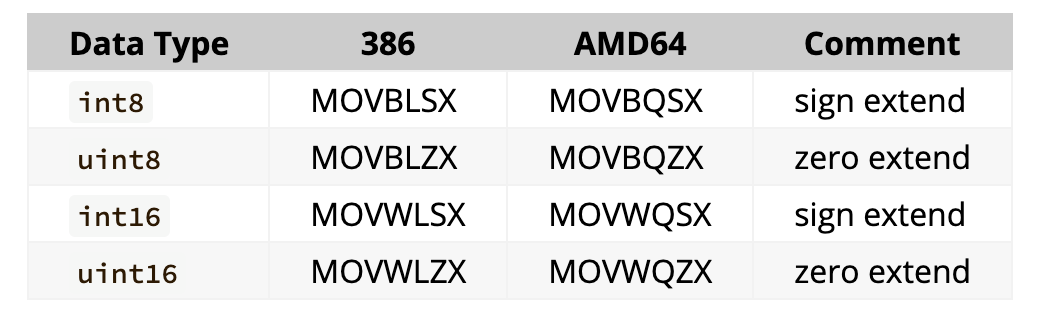 Data Type 386 AMD64 Comment
int8 MOVBLSX MOVBQSX sign extend
uint8 MOVBLZX MOVBQZX zero extend
int16 MOVWLSX MOVWQSX sign extend
uint16 MOVWLZX MOVWQZX zero extend